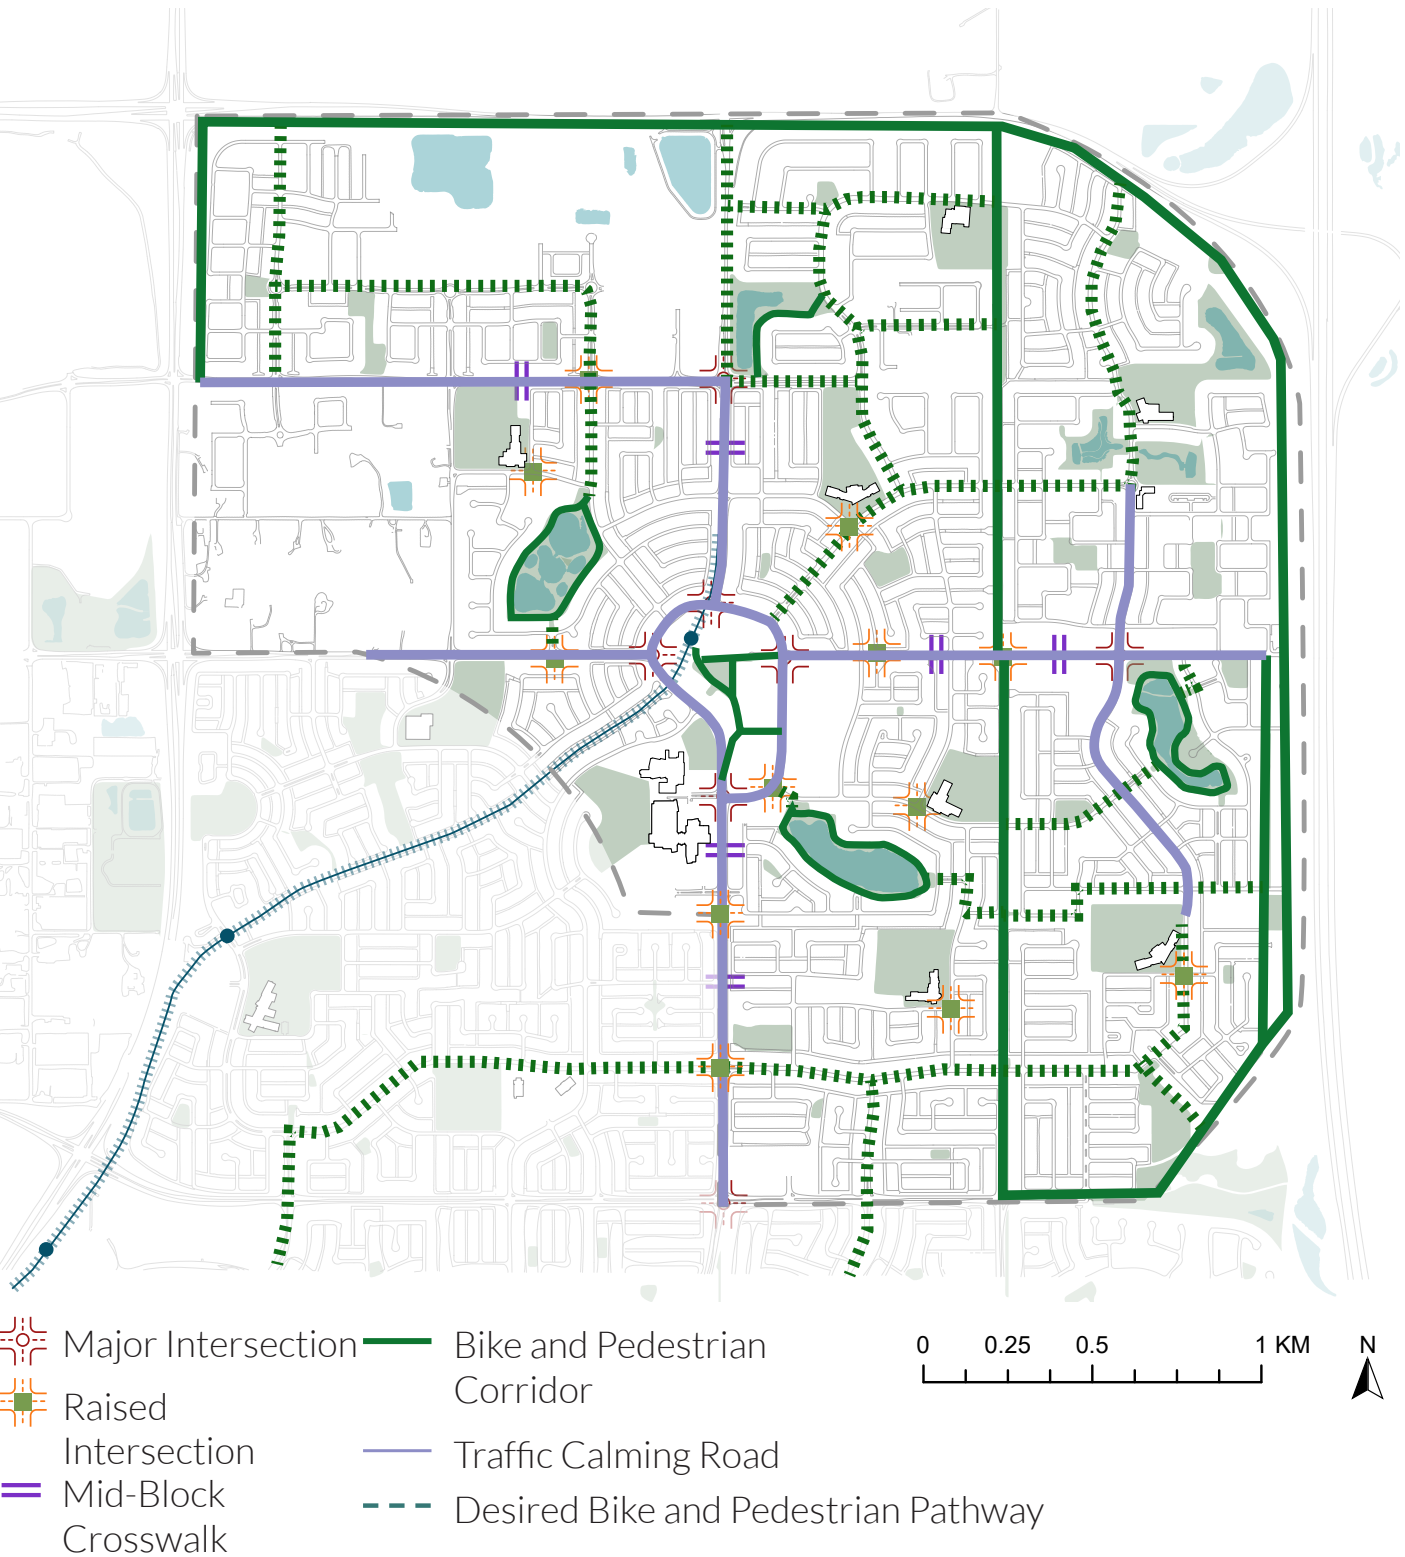 Major Intersection
Raised
Intersection
Mid-Block
Crosswalk
Bike and Pedestrian
Corridor
Traffic Calming Road
Desired Bike and Pedestrian Pathway
0 0.25 0.5 1 KM
N